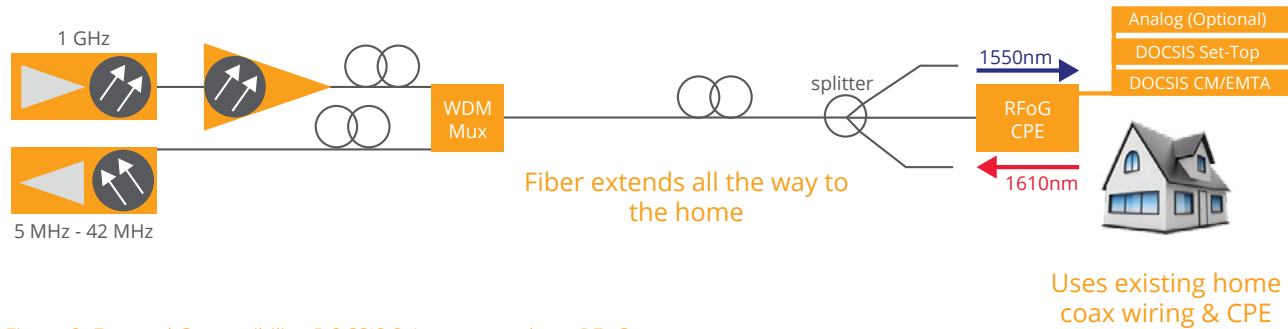 1 GHz
5 MHz - 42 MHz
WDM
Mux
Fiber extends all the way to
the home
splitter
1550nm
RFoG
CPE
1610nm
Analog (Optional)
DOCSIS Set-Top
DOCSIS CM/EMTA
Uses existing home
coax wiring & CPE